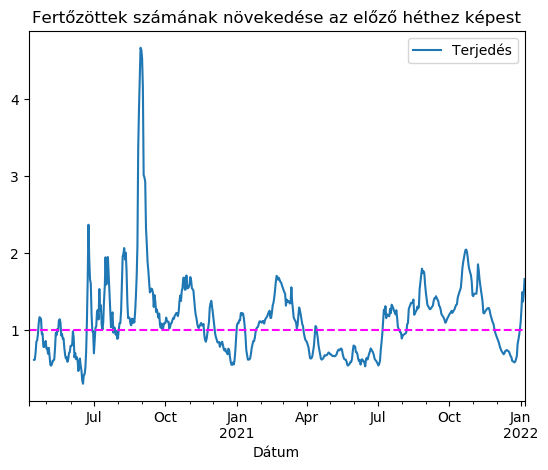 Fertőzöttek számának növekedése az előző héthez képest
Terjedés
4
3
2
1
Jul Oct Jan Apr Jul Oct Jan
2021 2022
Dátum